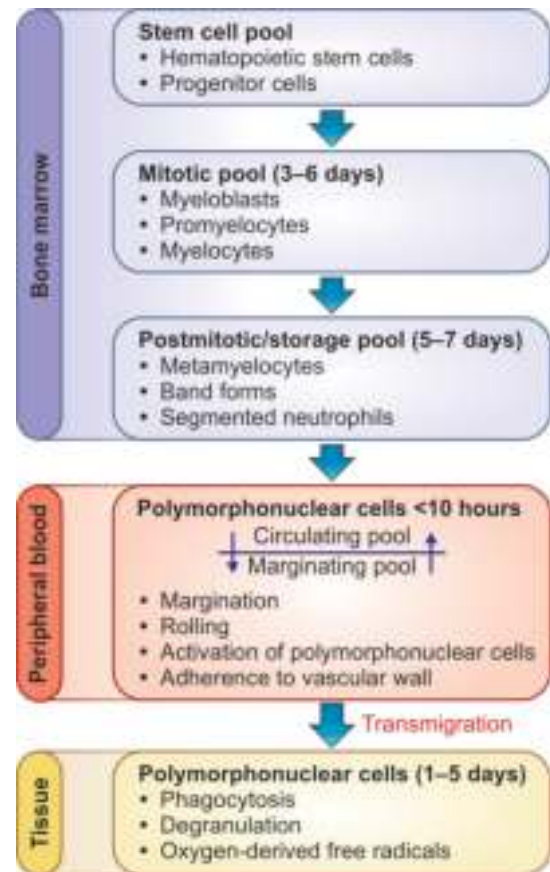 Bone marrow
Stem cell pool
• Hematopoietic stem cells
• Progenitor cells
Mitotic pool (3–6 days)
• Myeloblasts
• Promyelocytes
• Myelocytes
Postmitotic/storage pool (5–7 days)
• Metamyelocytes
• Band forms
• Segmented neutrophils
Peripheral blood
Polymorphonuclear cells <10 hours
Circulating pool
Marginating pool
• Margination
• Rolling
• Activation of polymorphonuclear cells
• Adherence to vascular wall
Transmigration
Tissue
Polymorphonuclear cells (1–5 days)
• Phagocytosis
• Degranulation
• Oxygen-derived free radicals